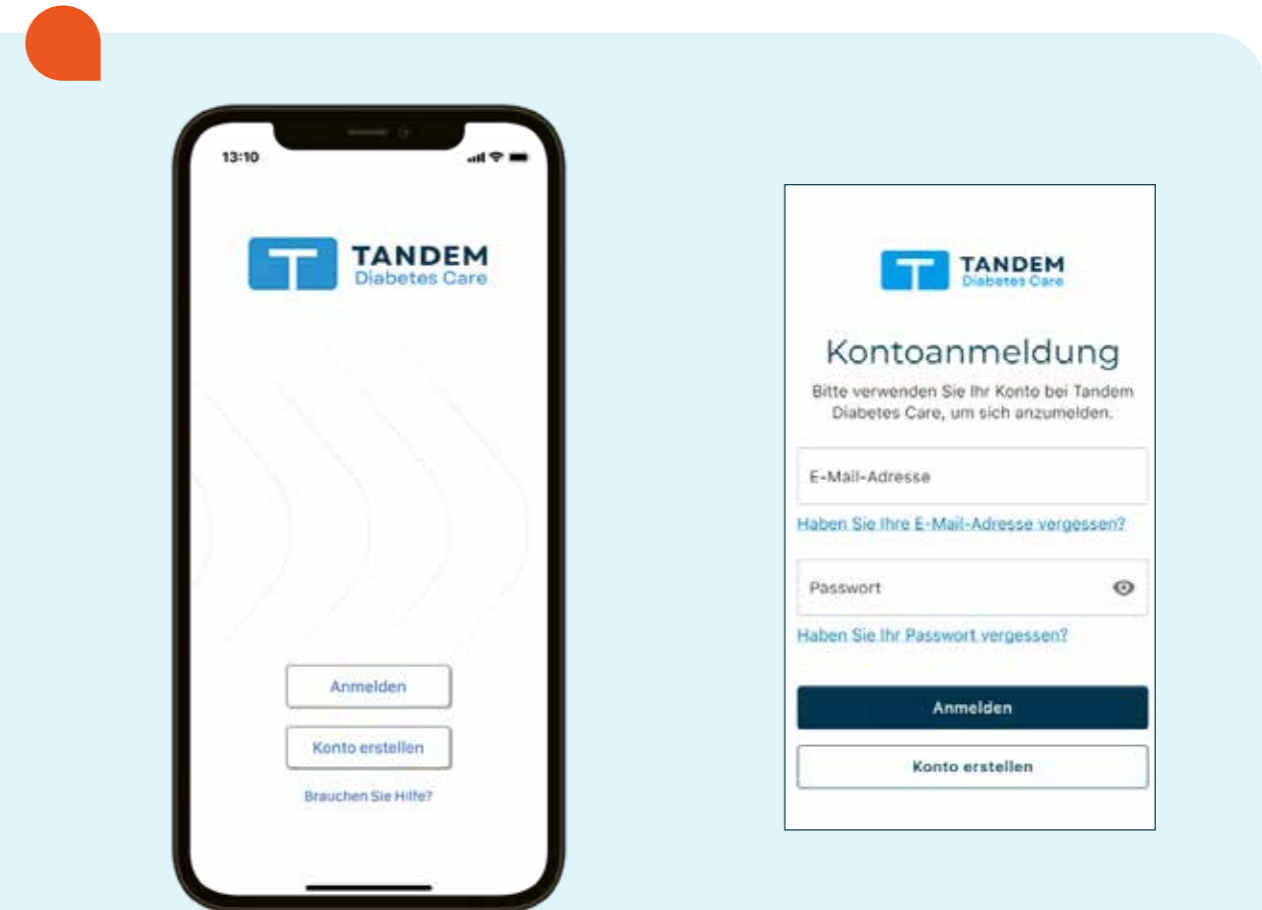 13:10
TANDEM
Diabetes Care
Anmelden
Konto erstellen
Brauchen Sie Hilfe?
TANDEM
Diabetes Care
Kontoanmeldung
Bitte verwenden Sie Ihr Konto bei Tandem
Diabetes Care, um sich anzumelden.
E-Mail-Adresse
Haben Sie Ihre E-Mail-Adresse vergessen?
Passwort
Haben Sie Ihr Passwort vergessen?
Anmelden
Konto erstellen